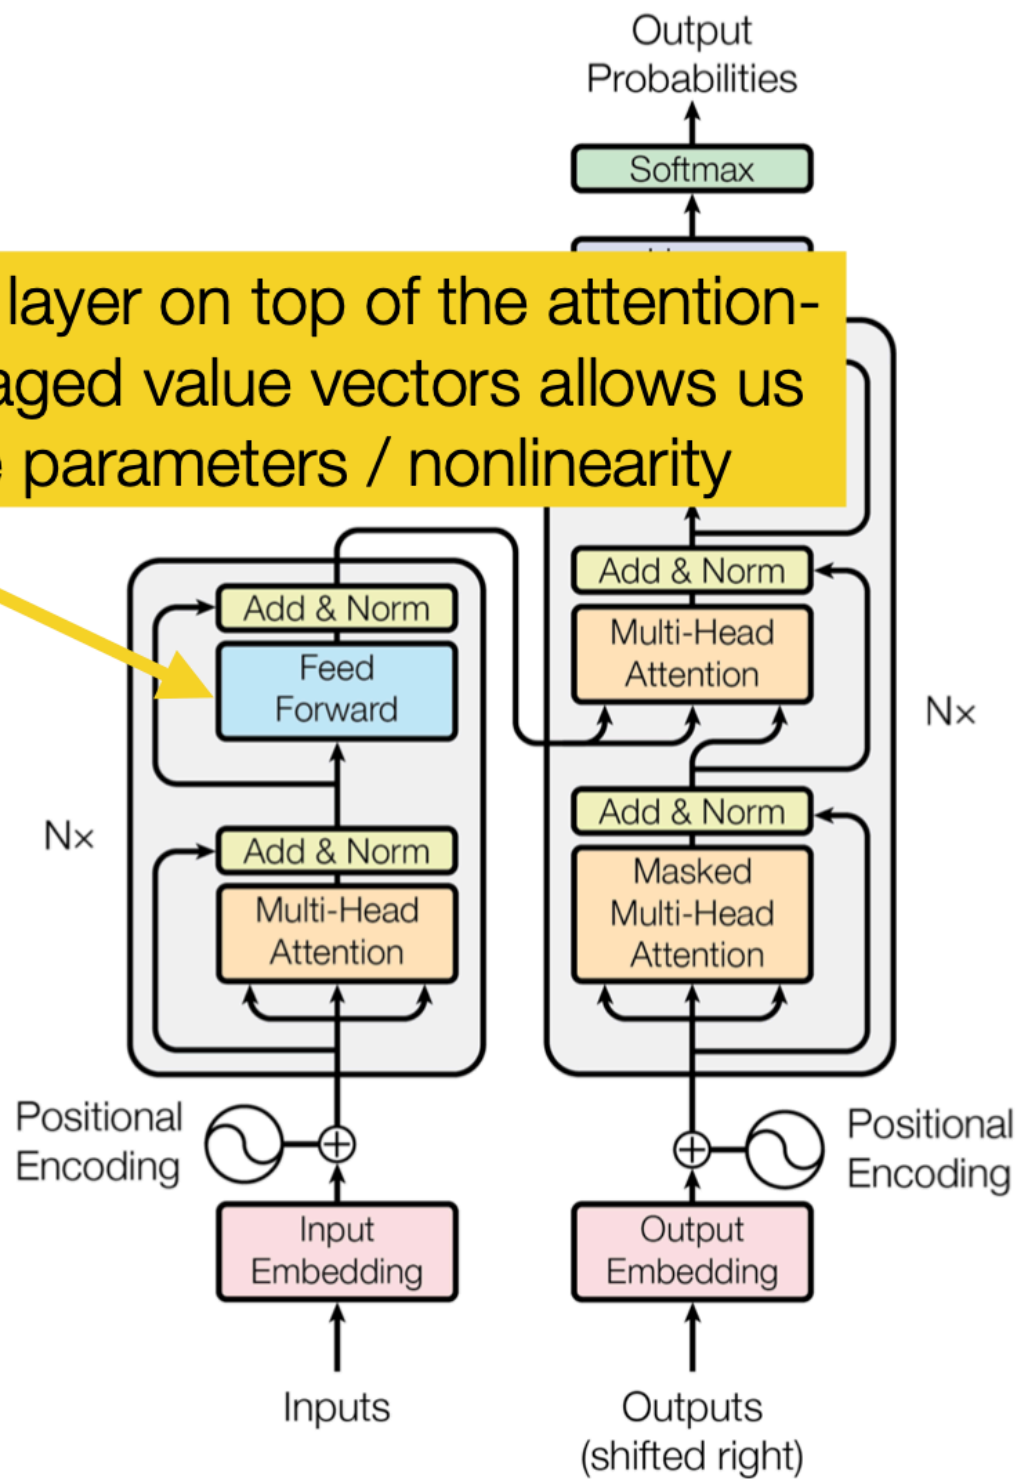 Output
Probabilities
Softmax
layer on top of the attention-
aged value vectors allows us
parameters / nonlinearity
Add & Norm
Feed
Forward
Add & Norm
Multi-Head
Attention
Nx
Add & Norm
Multi-Head
Attention
Add & Norm
Masked
Multi-Head
Attention
Nx
Positional
Encoding
Positional
Encoding
Input
Embedding
Output
Embedding
Inputs
Outputs
(shifted right)